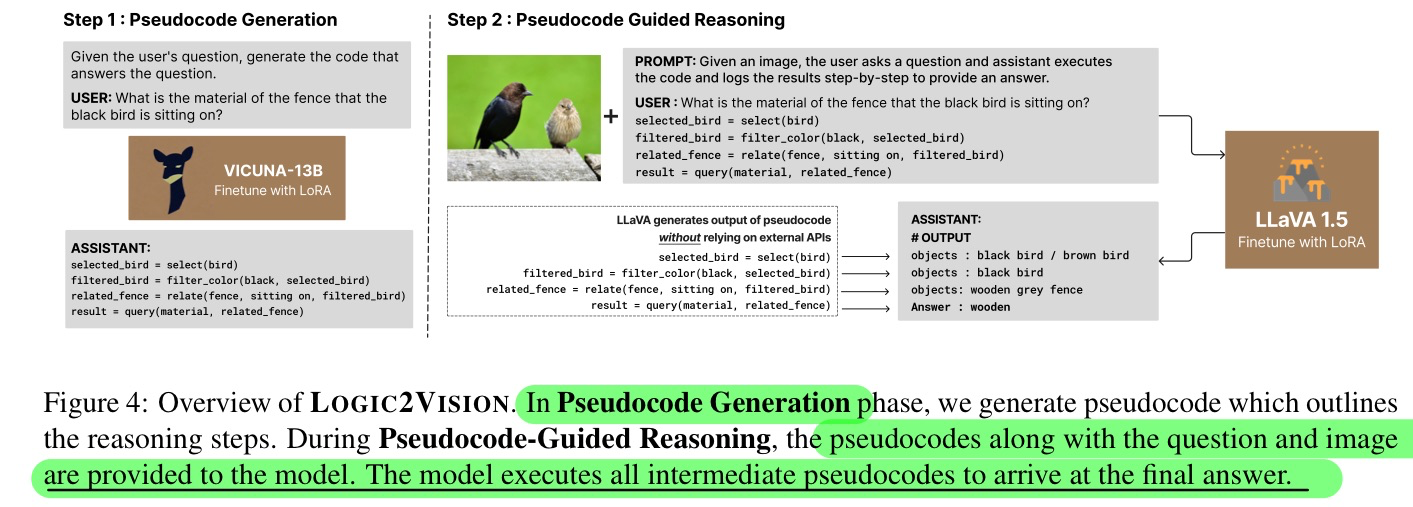 Step 1 : Pseudocode Generation
Given the user's question, generate the code that
answers the question.
USER: What is the material of the fence that the
black bird is sitting on?
VICUNA-13B
Finetune with LoRA
ASSISTANT:
selected_bird = select(bird)
filtered_bird = filter_color(black, selected_bird)
related_fence = relate(fence, sitting on, filtered_bird)
result = query(material, related_fence)
Step 2 : Pseudocode Guided Reasoning
+
PROMPT: Given an image, the user asks a question and assistant executes
the code and logs the results step-by-step to provide an answer.
USER : What is the material of the fence that the black bird is sitting on?
selected_bird = select(bird)
filtered_bird = filter_color(black, selected_bird)
related_fence = relate(fence, sitting on, filtered_bird)
result = query(material, related_fence)
LLaVA 1.5
Finetune with LoRA
LLaVA generates output of pseudocode
without relying on external APIs
selected_bird = select(bird)
filtered_bird = filter_color(black, selected_bird)
related_fence = relate(fence, sitting on, filtered_bird)
result = query(material, related_fence)
ASSISTANT:
# OUTPUT
objects : black bird / brown bird
objects : black bird
objects: wooden grey fence
Answer : wooden
Figure 4: Overview of LOGIC2VISION. In Pseudocode Generation phase, we generate pseudocode which outlines
the reasoning steps. During Pseudocode-Guided Reasoning, the pseudocodes along with the question and image
are provided to the model. The model executes all intermediate pseudocodes to arrive at the final answer.